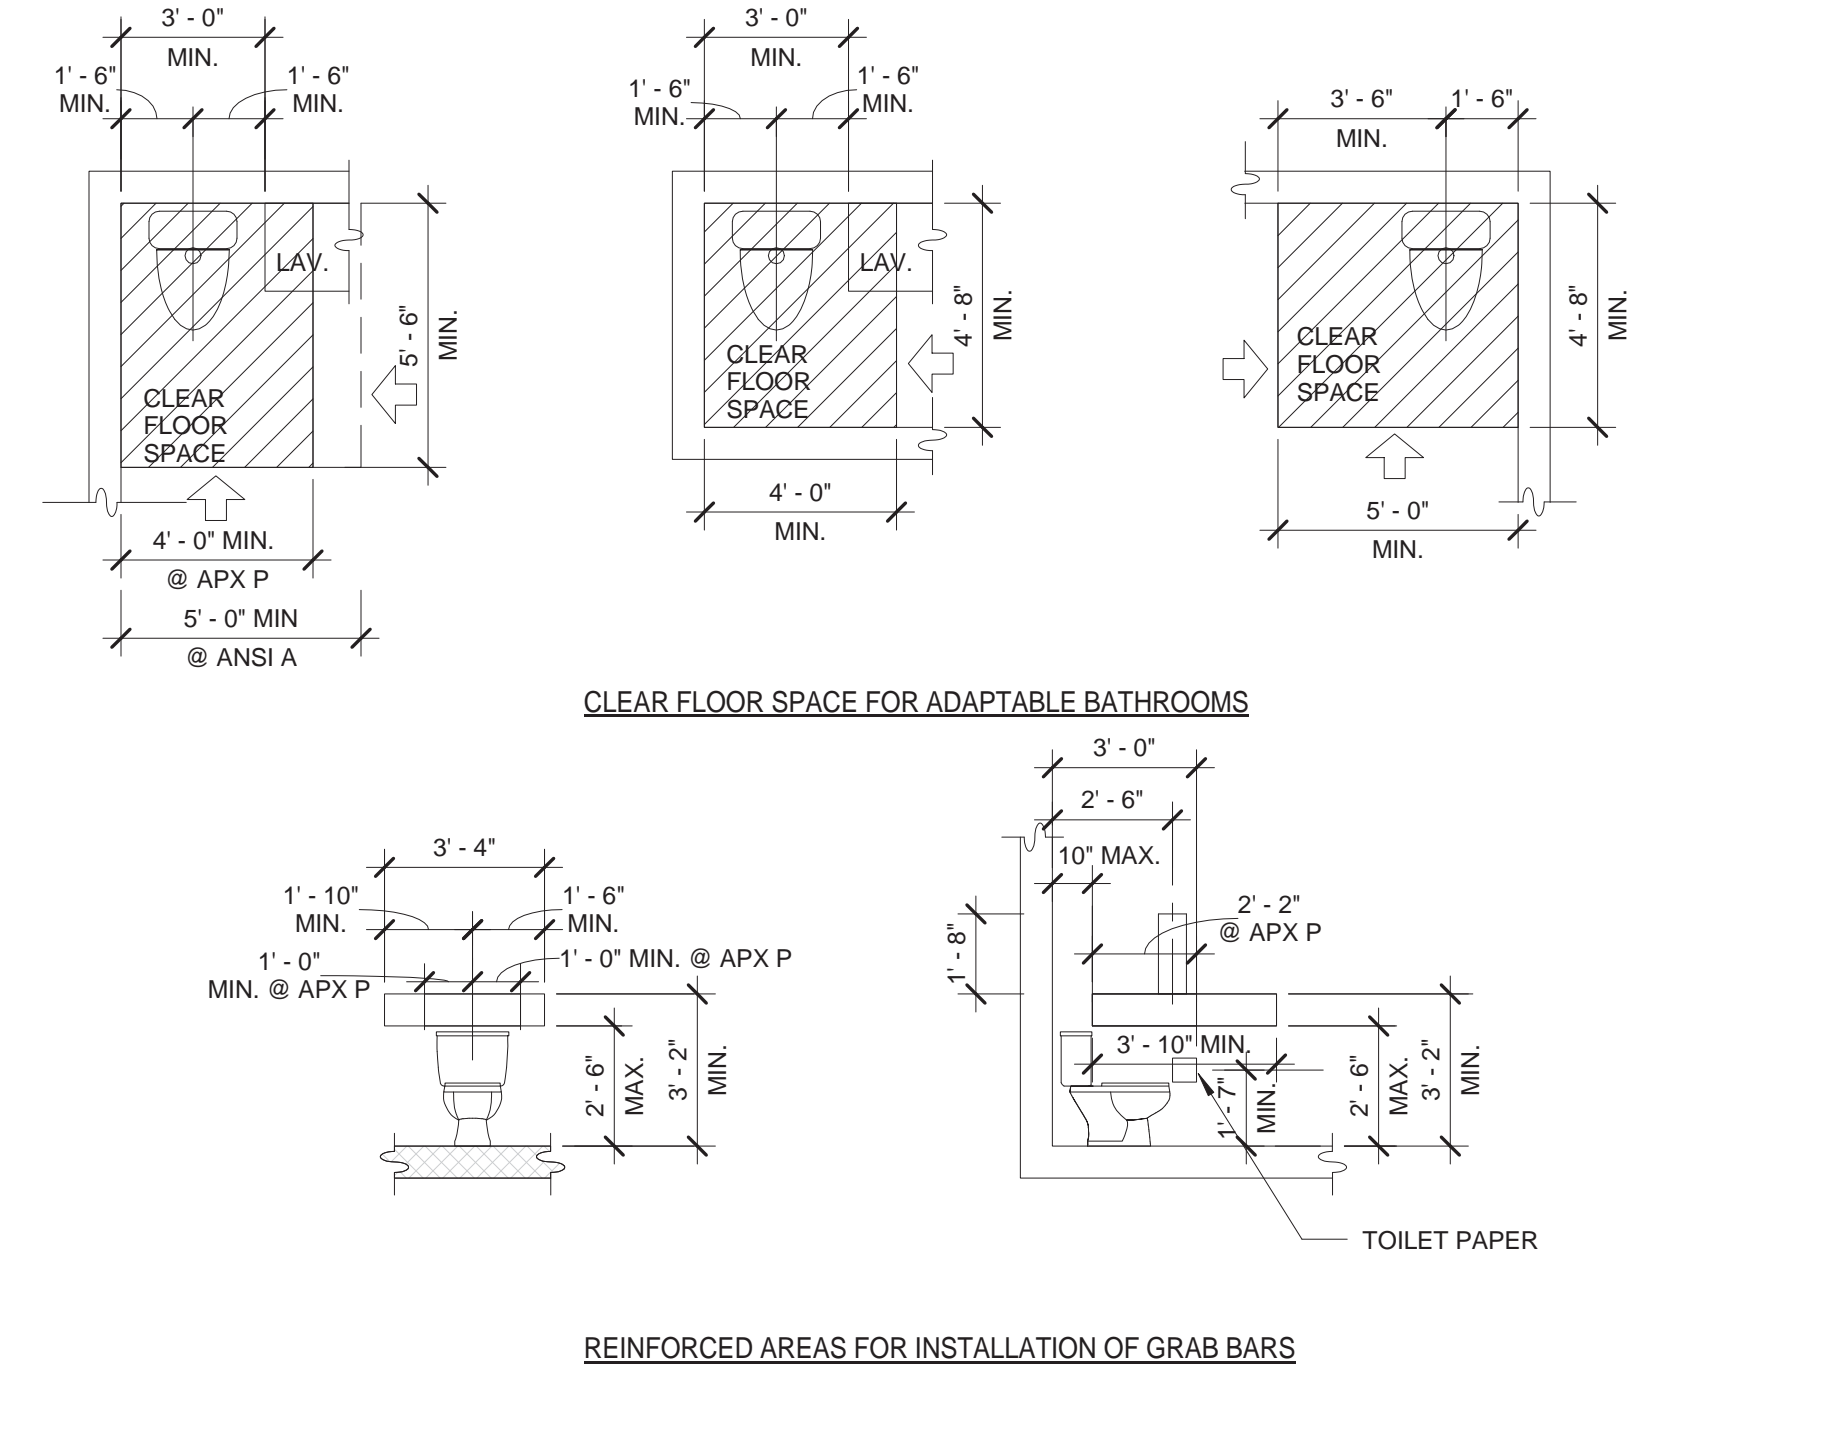 3' - 0"
MIN.
1' - 6"
MIN.
1' - 6"
MIN.
LAV.
5' - 6"
MIN.
CLEAR
FLOOR
SPACE
4' - 0" MIN.
@ APX P
5' - 0" MIN
@ ANSI A
3' - 0"
MIN.
1' - 6"
MIN.
1' - 6"
MIN.
LAV.
4' - 8"
MIN.
CLEAR
FLOOR
SPACE
4' - 0"
MIN.
3' - 6"
MIN.
1' - 6"
CLEAR
FLOOR
SPACE
4' - 8"
MIN.
5' - 0"
MIN.
CLEAR FLOOR SPACE FOR ADAPTABLE BATHROOMS
3' - 4"
1' - 10"
MIN.
1' - 6"
MIN.
1' - 0"
MIN. @ APX P
1' - 0" MIN. @ APX P
2' - 6"
MAX.
3' - 2"
MIN.
3' - 0"
2' - 6"
10" MAX.
1' - 8"
2' - 2"
@ APX P
3' - 10" MIN.
1' - 7"
MIN.
2' - 6"
MAX.
3' - 2"
MIN.
TOILET PAPER
REINFORCED AREAS FOR INSTALLATION OF GRAB BARS